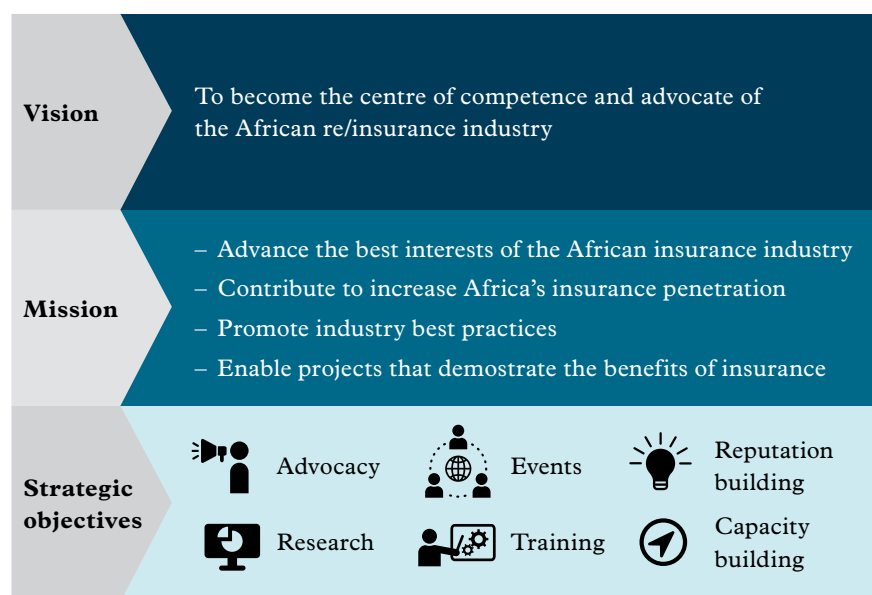 Vision
To become the centre of competence and advocate of
the African re/insurance industry
Mission
– Advance the best interests of the African insurance industry
– Contribute to increase Africa’s insurance penetration
– Promote industry best practices
– Enable projects that demostrate the benefits of insurance
Strategic
objectives
Advocacy
Events
Reputation
building
Research
Training
Capacity
building